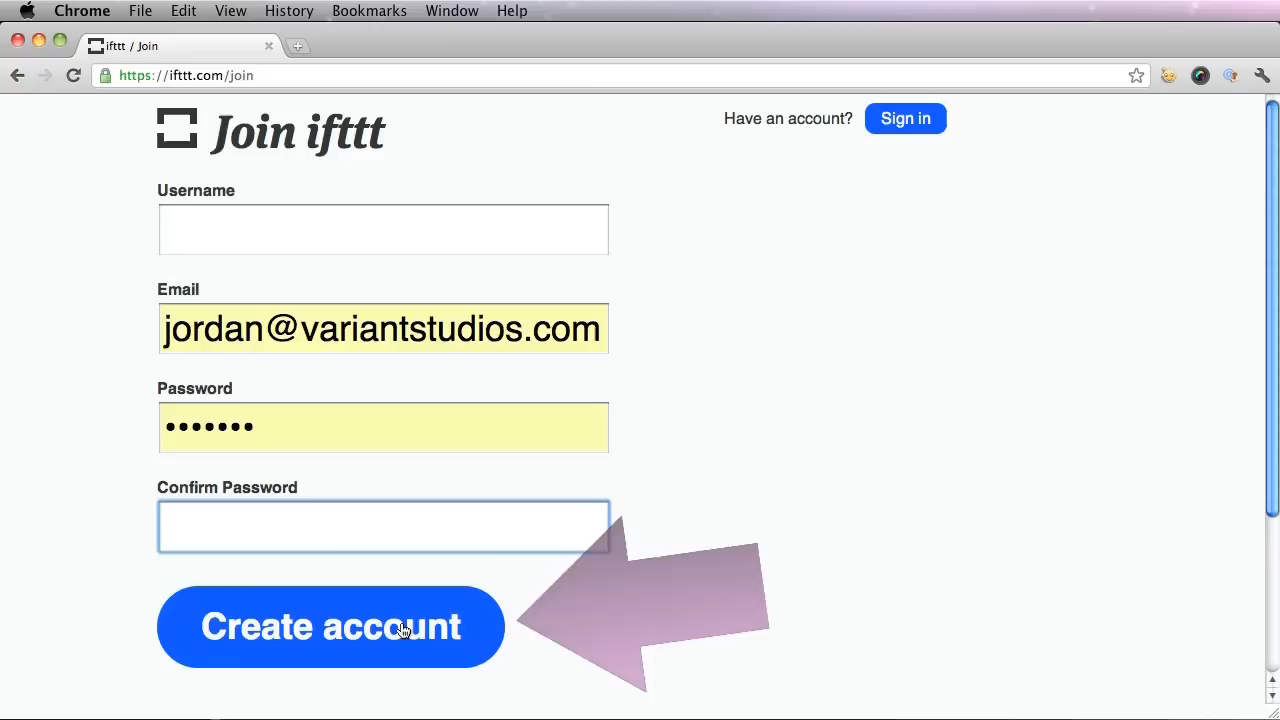 Chrome File Edit View History Bookmarks Window Help
ifttt / Join
https://ifttt.com/join
Join ifttt
Have an account? Sign in
Username
Email
jordan@variantstudios.com
Password
•••••••
Confirm Password
Create account